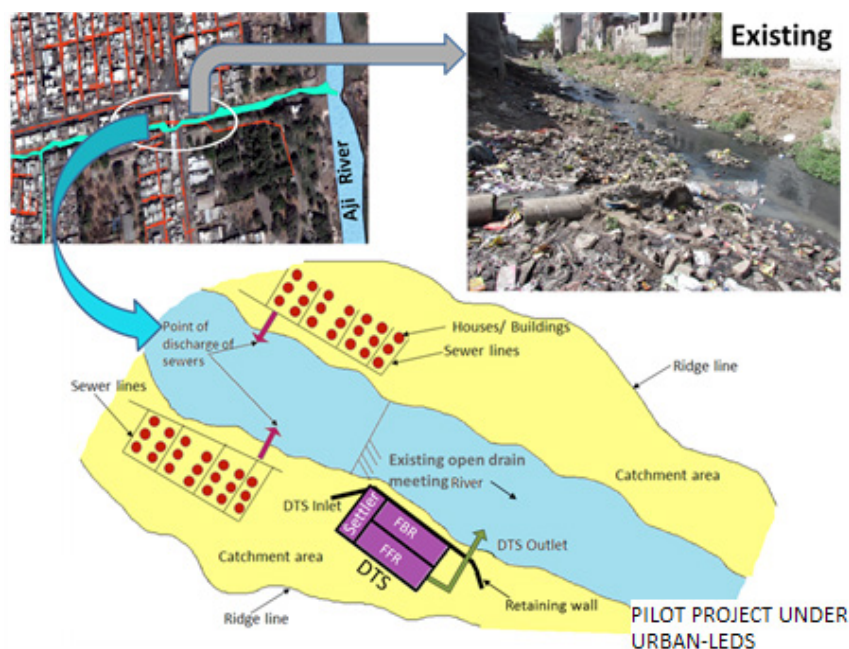 Existing
Aji River
Point of
discharge of
sewers
Houses/ Buildings
Sewer lines
Ridge line
Sewer lines
Existing open drain
meeting River
Catchment area
DTS Inlet
Settler
FBR
FFR
DTS
DTS Outlet
Catchment area
Retaining wall
Ridge line
PILOT PROJECT UNDER
URBAN-LEDS